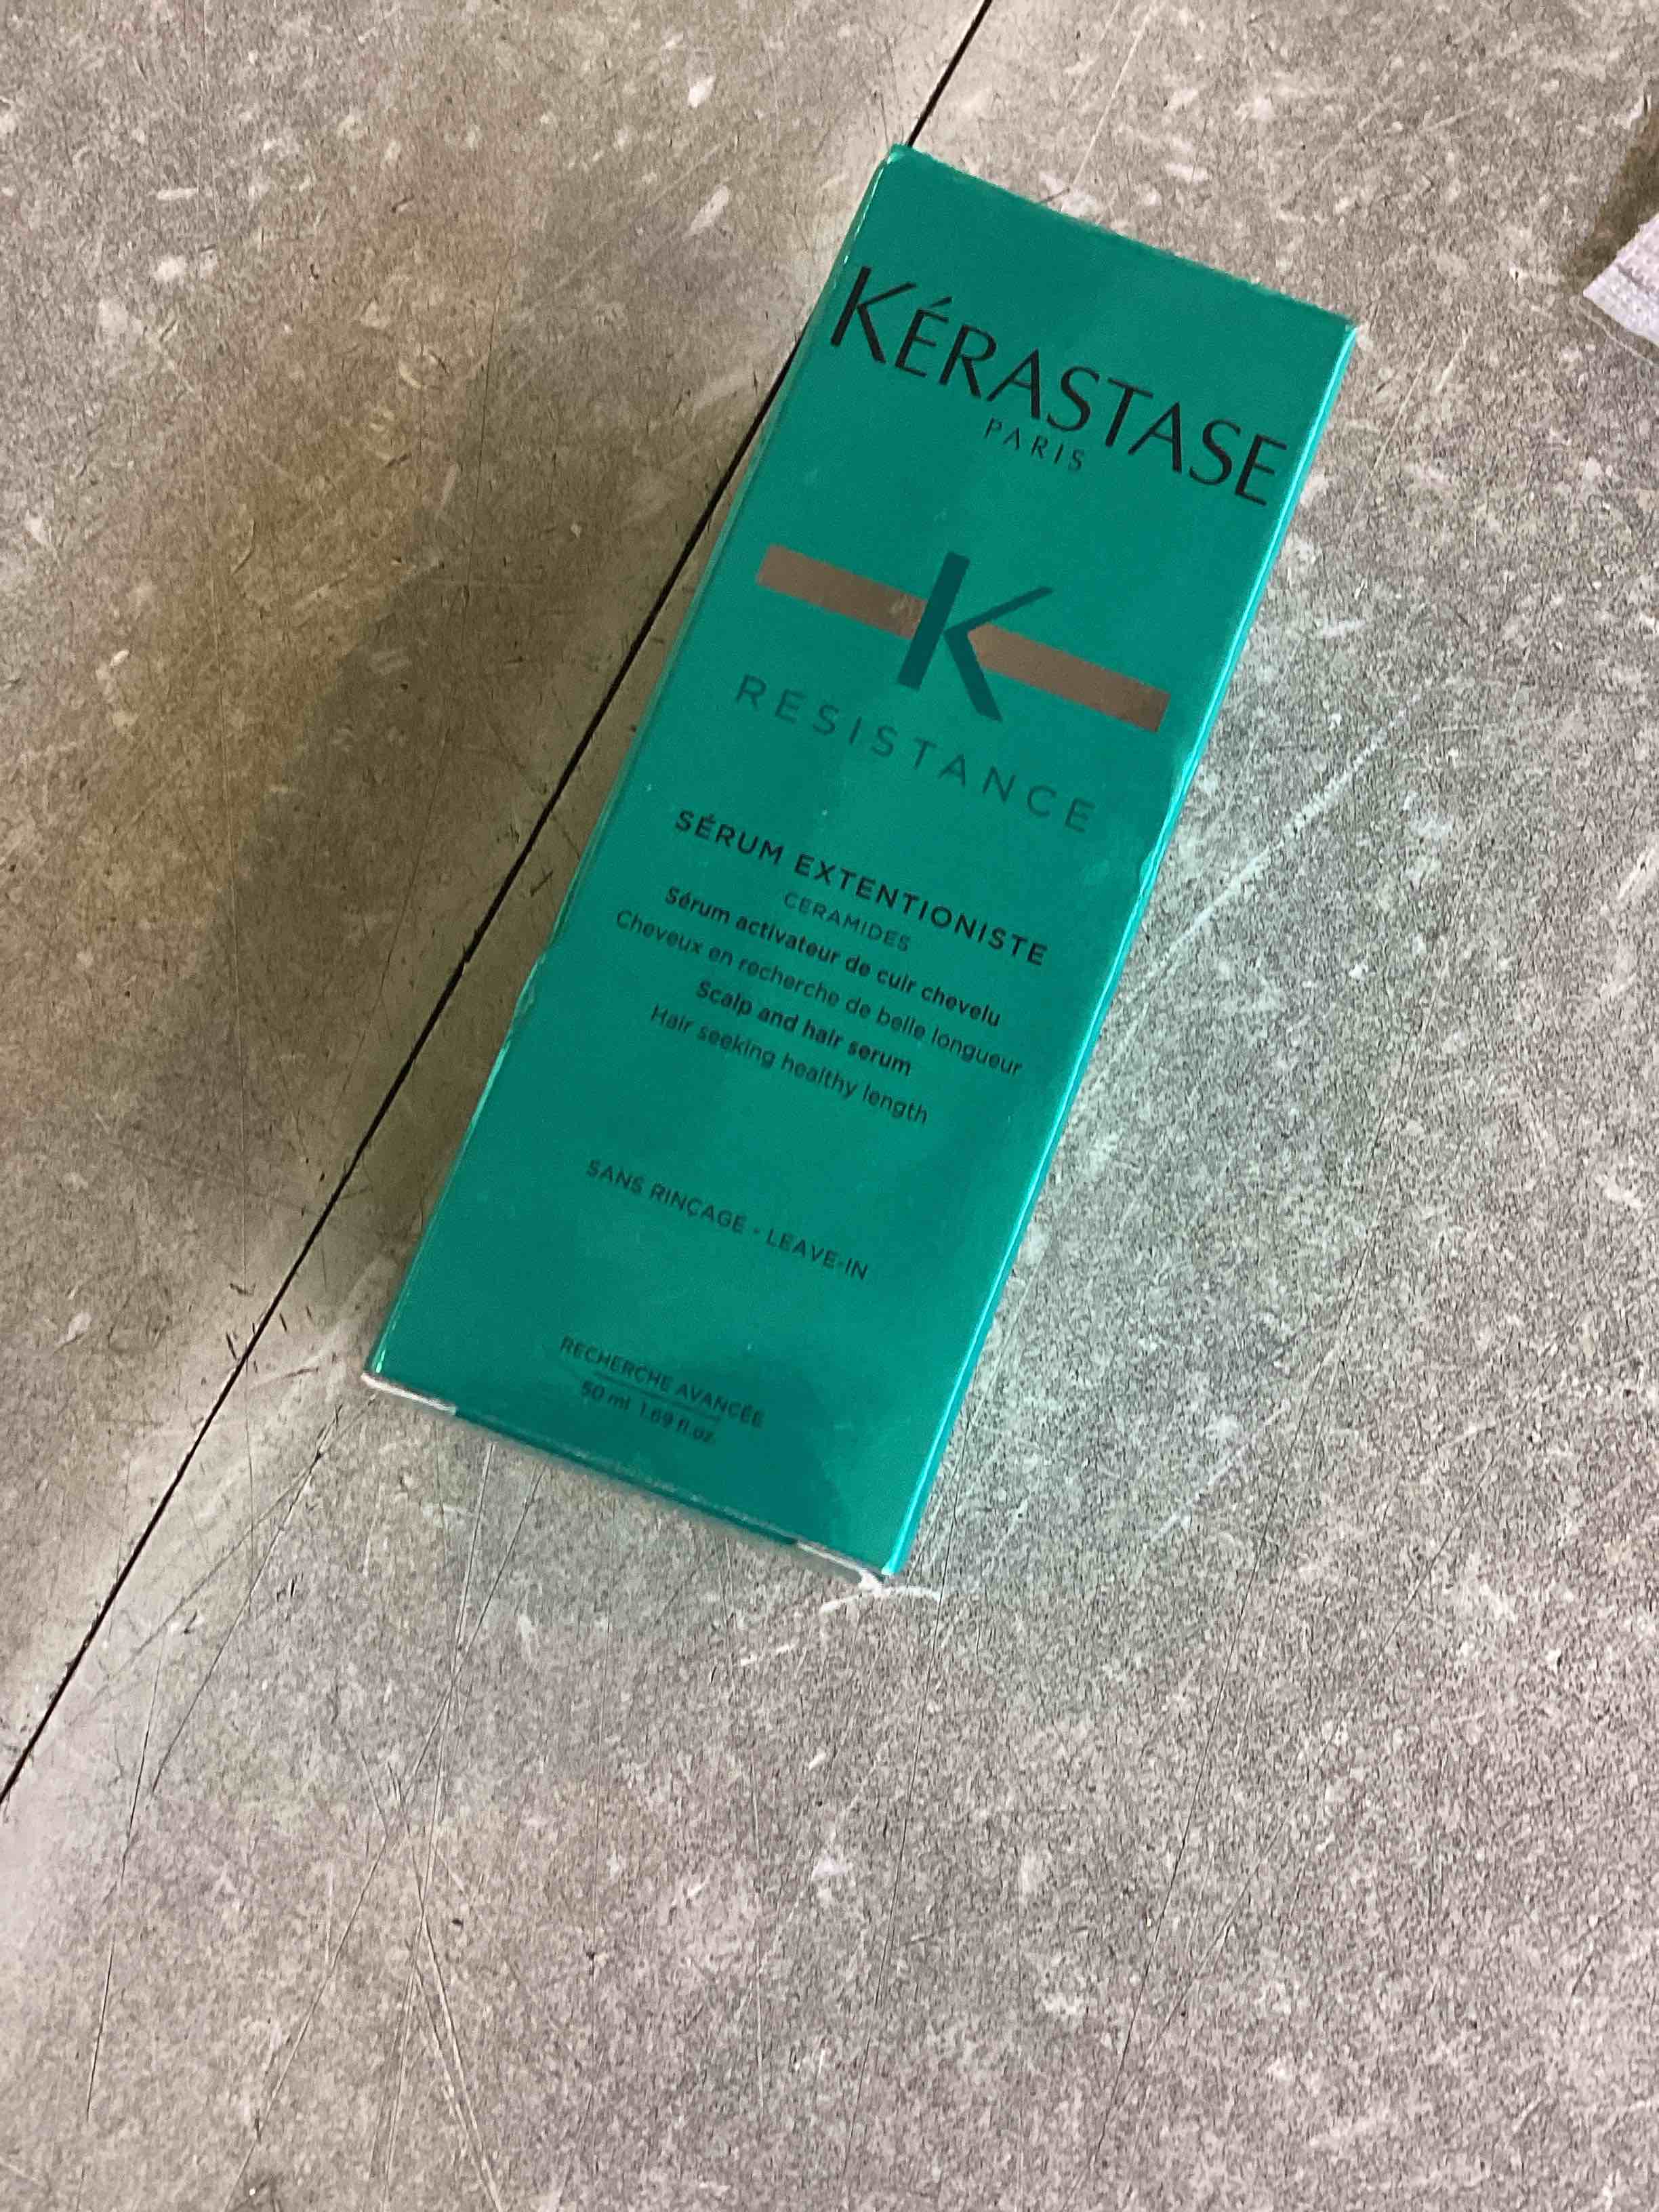 KÉRASTASE
PARIS
K
RÉSISTANCE
SÉRUM EXTENTIONISTE
CERAMIDES
Sérum activateur de cuir chevelu
Cheveux en recherche de belle longueur
Scalp and hair serum
Hair seeking healthy length
SANS RINÇAGE - LEAVE-IN
RECHERCHE AVANCÉE
50 ml 1.69 fl.oz.